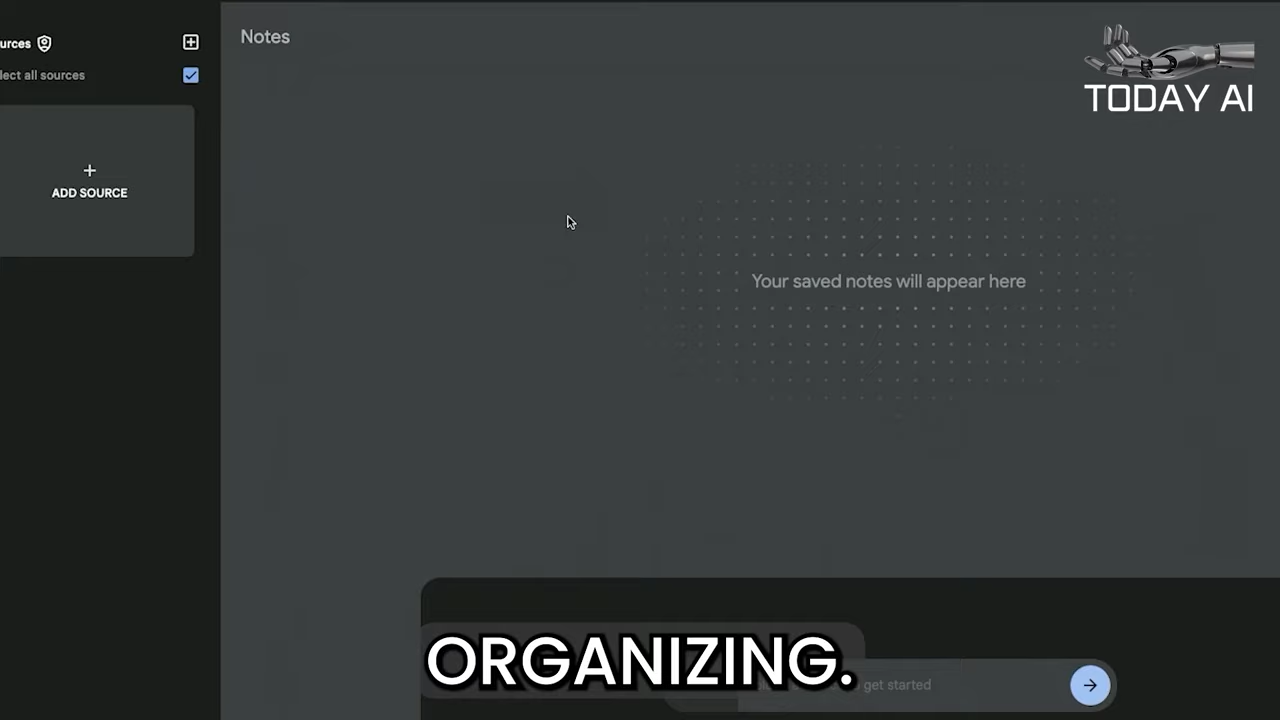 urces
lect all sources
+
ADD SOURCE
Notes
TODAY AI
Your saved notes will appear here
ORGANIZING.
get started